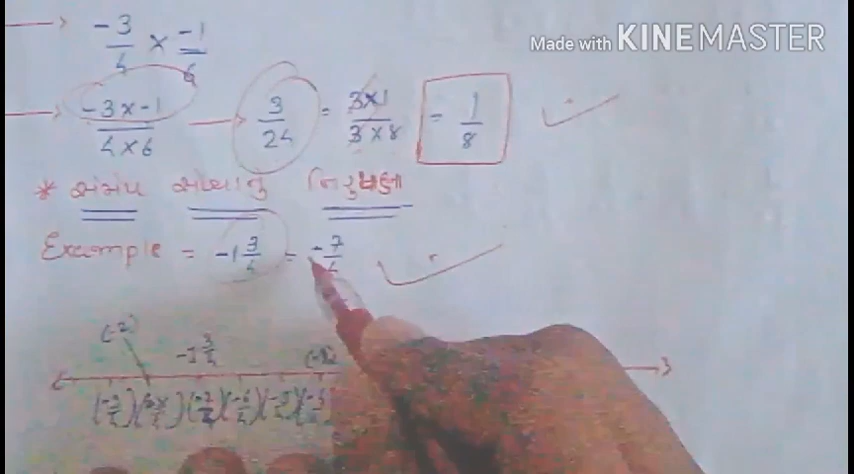 Made with KINEMASTER
→ -3/4 × -1/6
→ -3×-1/4×6 → 3/24 = 3×1/3×8 = 1/8
* સંમેય સંખ્યાનું નિરૂપણ
Example = -1 3/4 = -7/4
(-2) -1 3/4